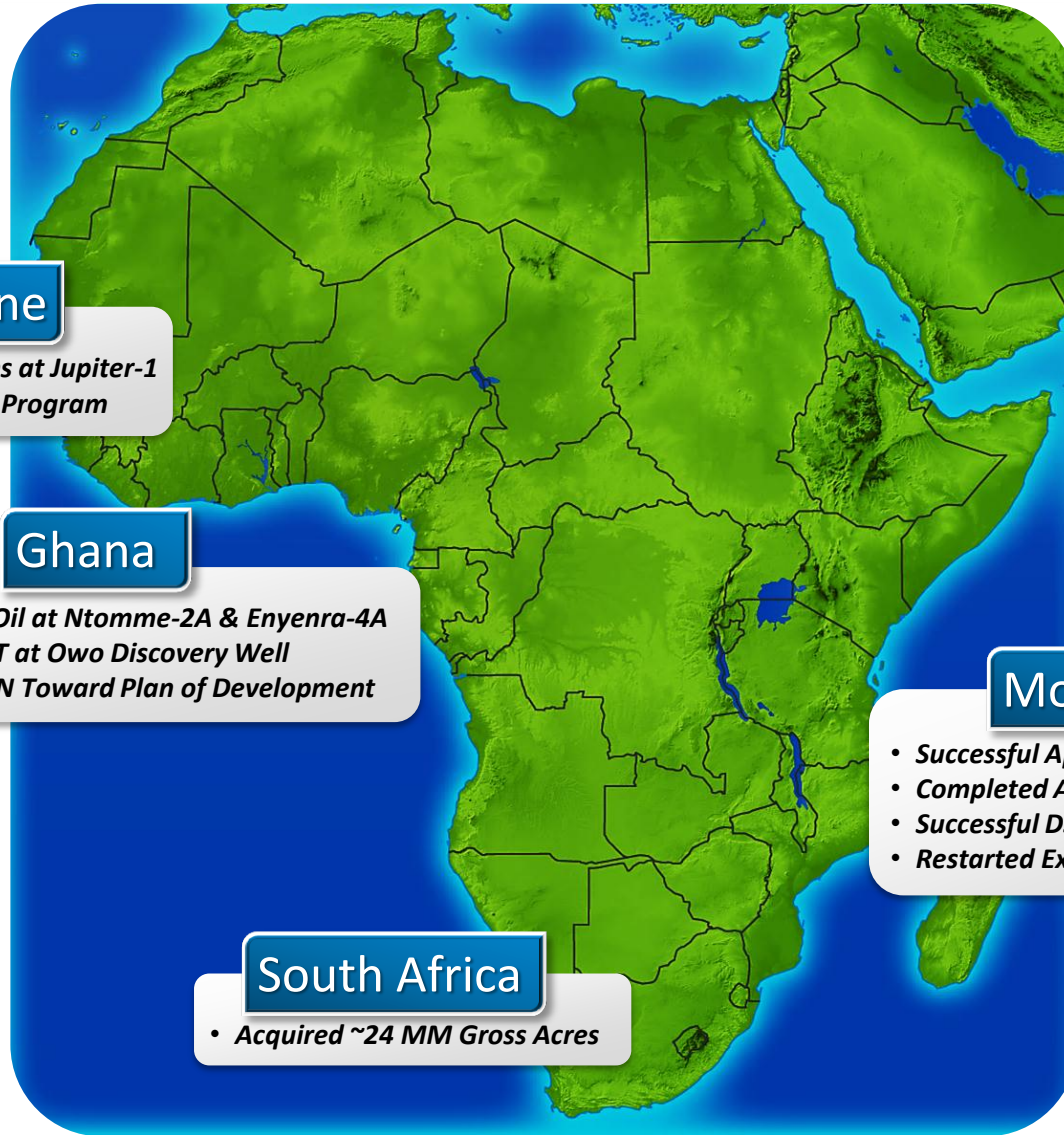 ne
s at Jupiter-1
Program
Ghana
Oil at Ntomme-2A & Enyenra-4A
T at Owo Discovery Well
N Toward Plan of Development
Mo
• Successful A
• Completed A
• Successful D
• Restarted Ex
South Africa
• Acquired ~24 MM Gross Acres